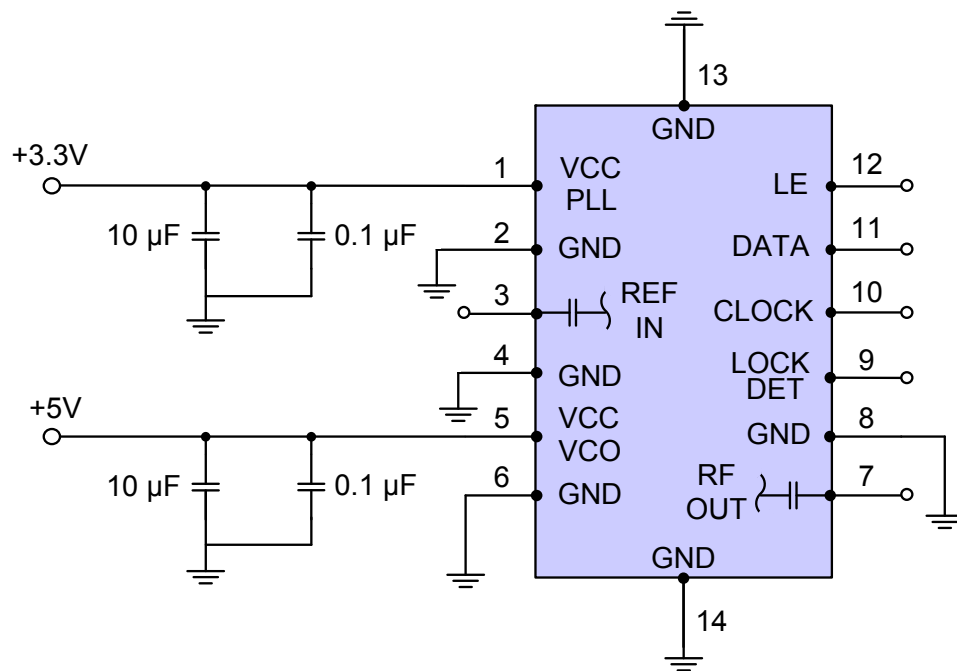 13
GND
+3.3V
1
VCC
PLL
10 µF
0.1 µF
2
GND
3
REF
IN
4
GND
+5V
5
VCC
VCO
10 µF
0.1 µF
6
GND
12
LE
11
DATA
10
CLOCK
9
LOCK
DET
8
GND
7
RF
OUT
GND
14